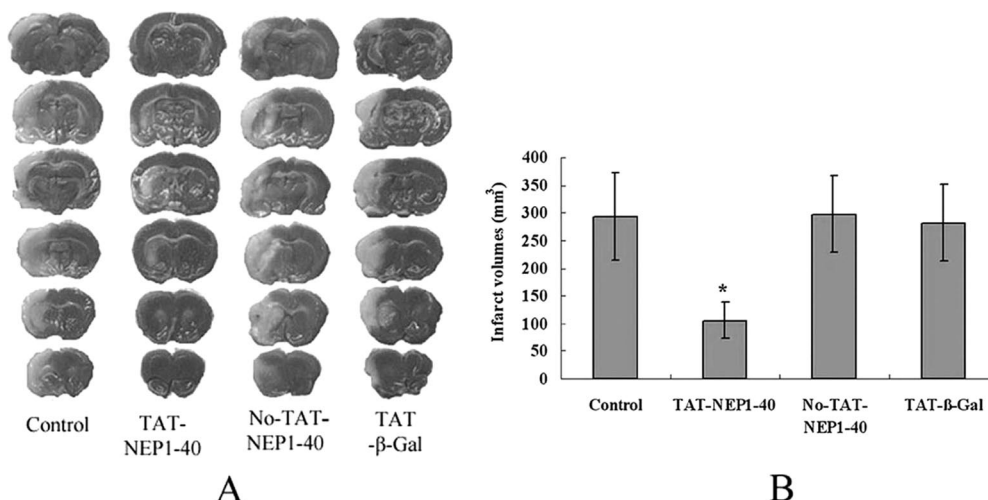 Control
TAT-
NEP1-40
No-TAT-
NEP1-40
TAT
-β-Gal
A
Infarct volumes (mm³)
400
350
300
250
200
150
100
50
0
*
Control
TAT-NEP1-40
No-TAT-
NEP1-40
TAT-β-Gal
B